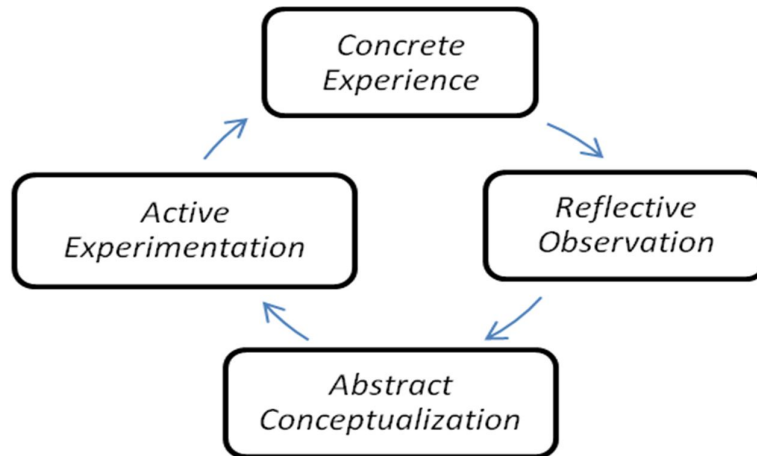 Concrete
Experience
Reflective
Observation
Abstract
Conceptualization
Active
Experimentation